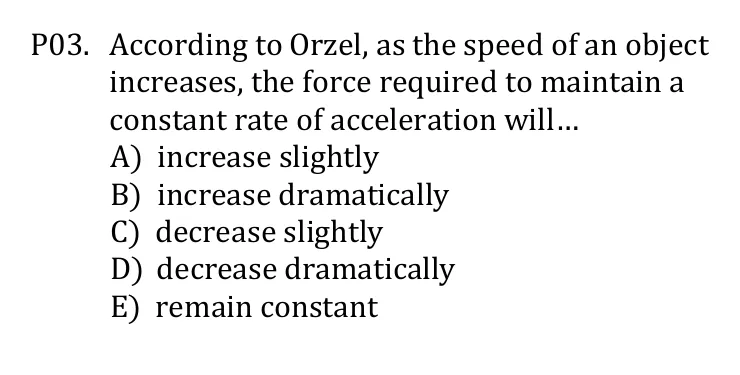 P03. According to Orzel, as the speed of an object
increases, the force required to maintain a
constant rate of acceleration will...
A) increase slightly
B) increase dramatically
C) decrease slightly
D) decrease dramatically
E) remain constant